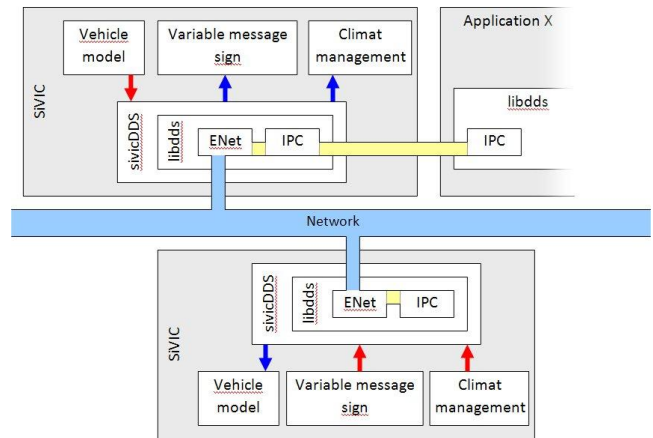 Vehicle
model
Variable message
sign
Climat
management
Application X
SiVIC
sivicDDS
libdds
ENet
IPC
libdds
IPC
Network
SiVIC
sivicDDS
libdds
ENet
IPC
Vehicle
model
Variable message
sign
Climat
management